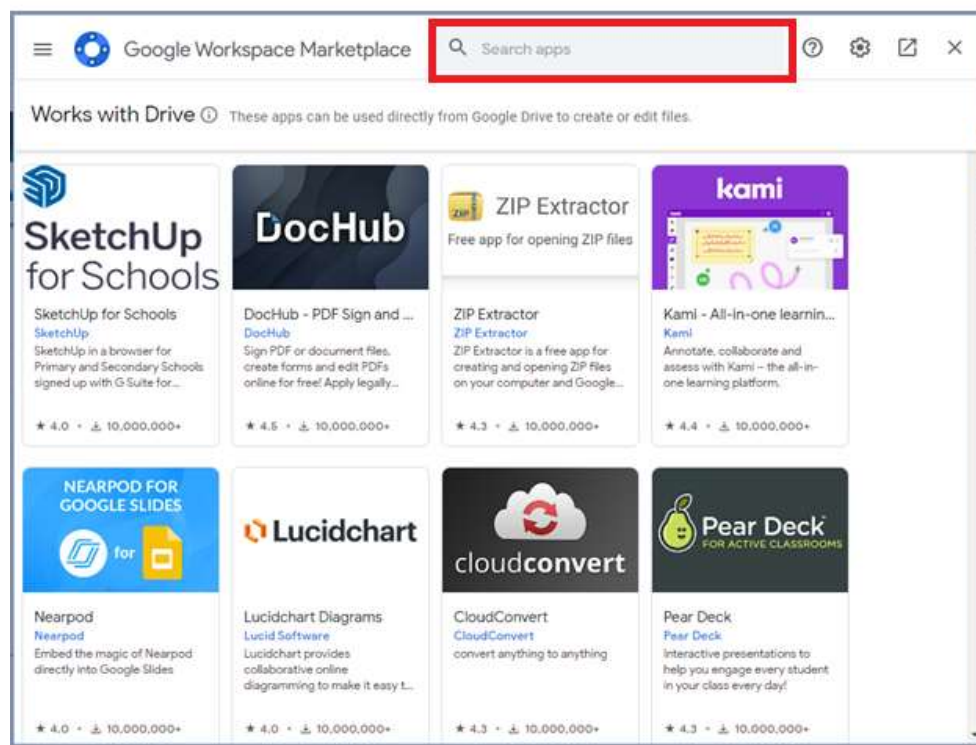 Google Workspace Marketplace
Search apps
Works with Drive
These apps can be used directly from Google Drive to create or edit files.
SketchUp
for Schools
SketchUp for Schools
SketchUp
SketchUp in a browser for
Primary and Secondary Schools
signed up with G Suite for...
★ 4.0 • 10,000,000+
DocHub
DocHub - PDF Sign and ...
DocHub
Sign PDF or document files,
create forms and edit PDFs
online for free! Apply legally...
★ 4.5 • 10,000,000+
ZIP
ZIP Extractor
Free app for opening ZIP files
ZIP Extractor
ZIP Extractor
ZIP Extractor is a free app for
creating and opening ZIP files
on your computer and Google...
★ 4.3 • 10,000,000+
kami
Kami - All-in-one learnin...
Kami
Annotate, collaborate and
assess with Kami – the all-in-
one learning platform.
★ 4.4 • 10,000,000+
NEARPOD FOR
GOOGLE SLIDES
for
Nearpod
Nearpod
Embed the magic of Nearpod
directly into Google Slides
★ 4.0 • 10,000,000+
Lucidchart
Lucidchart Diagrams
Lucid Software
Lucidchart provides
collaborative online
diagramming to make it easy t...
★ 4.0 • 10,000,000+
cloudconvert
CloudConvert
CloudConvert
convert anything to anything
★ 4.3 • 10,000,000+
Pear Deck
FOR ACTIVE CLASSROOMS
Pear Deck
Pear Deck
Interactive presentations to
help you engage every student
in your class every day!
★ 4.3 • 10,000,000+